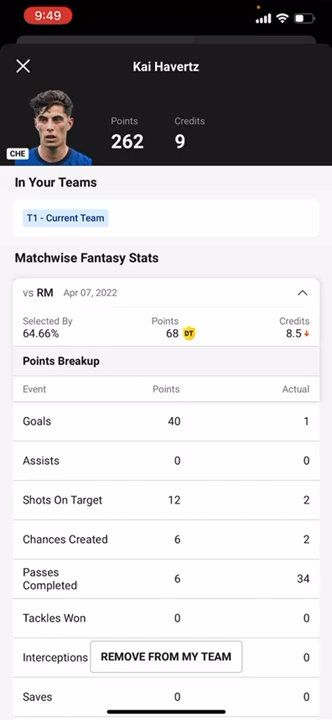 9:49
Kai Havertz
Points Credits
262 9
CHE
In Your Teams
T1 - Current Team
Matchwise Fantasy Stats
vs RM Apr 07, 2022
Selected By Points Credits
64.66% 68 DT 8.5
Points Breakup
Event Points Actual
Goals 40 1
Assists 0 0
Shots On Target 12 2
Chances Created 6 2
Passes Completed 6 34
Tackles Won 0 0
Interceptions REMOVE FROM MY TEAM 0
Saves 0 0